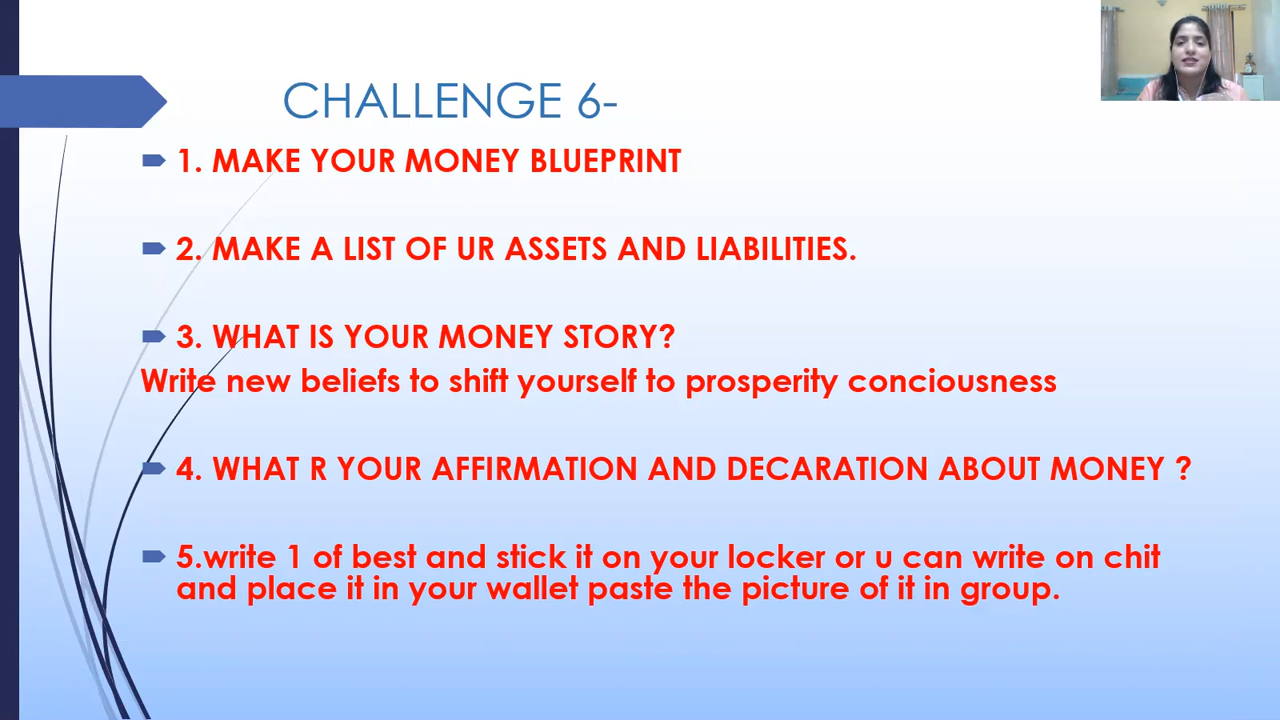 CHALLENGE 6-
1. MAKE YOUR MONEY BLUEPRINT
2. MAKE A LIST OF UR ASSETS AND LIABILITIES.
3. WHAT IS YOUR MONEY STORY?
Write new beliefs to shift yourself to prosperity conciousness
4. WHAT R YOUR AFFIRMATION AND DECARATION ABOUT MONEY ?
5.write 1 of best and stick it on your locker or u can write on chit
and place it in your wallet paste the picture of it in group.